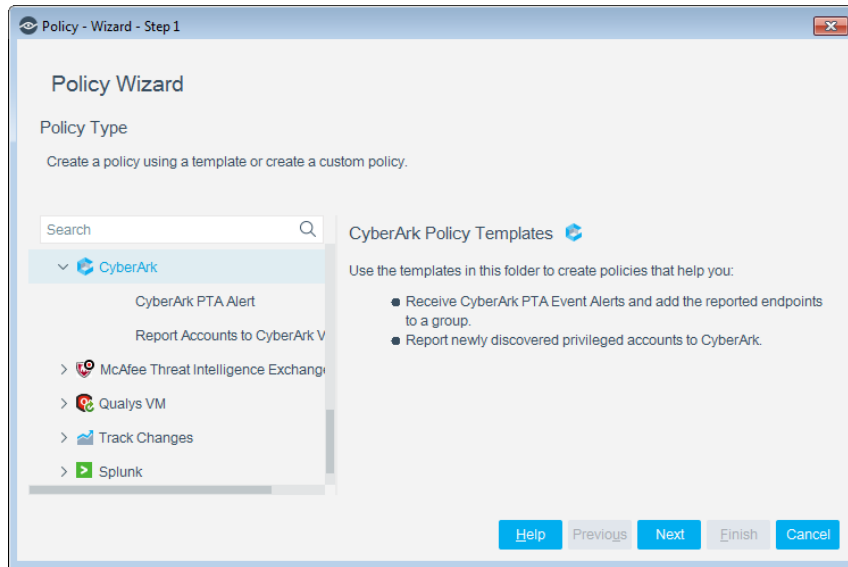 Policy - Wizard - Step 1
Policy Wizard
Policy Type
Create a policy using a template or create a custom policy.
Search
CyberArk
CyberArk PTA Alert
Report Accounts to CyberArk V
McAfee Threat Intelligence Exchange
Qualys VM
Track Changes
Splunk
CyberArk Policy Templates
Use the templates in this folder to create policies that help you:
Receive CyberArk PTA Event Alerts and add the reported endpoints
to a group.
Report newly discovered privileged accounts to CyberArk.
Help Previous Next Finish Cancel